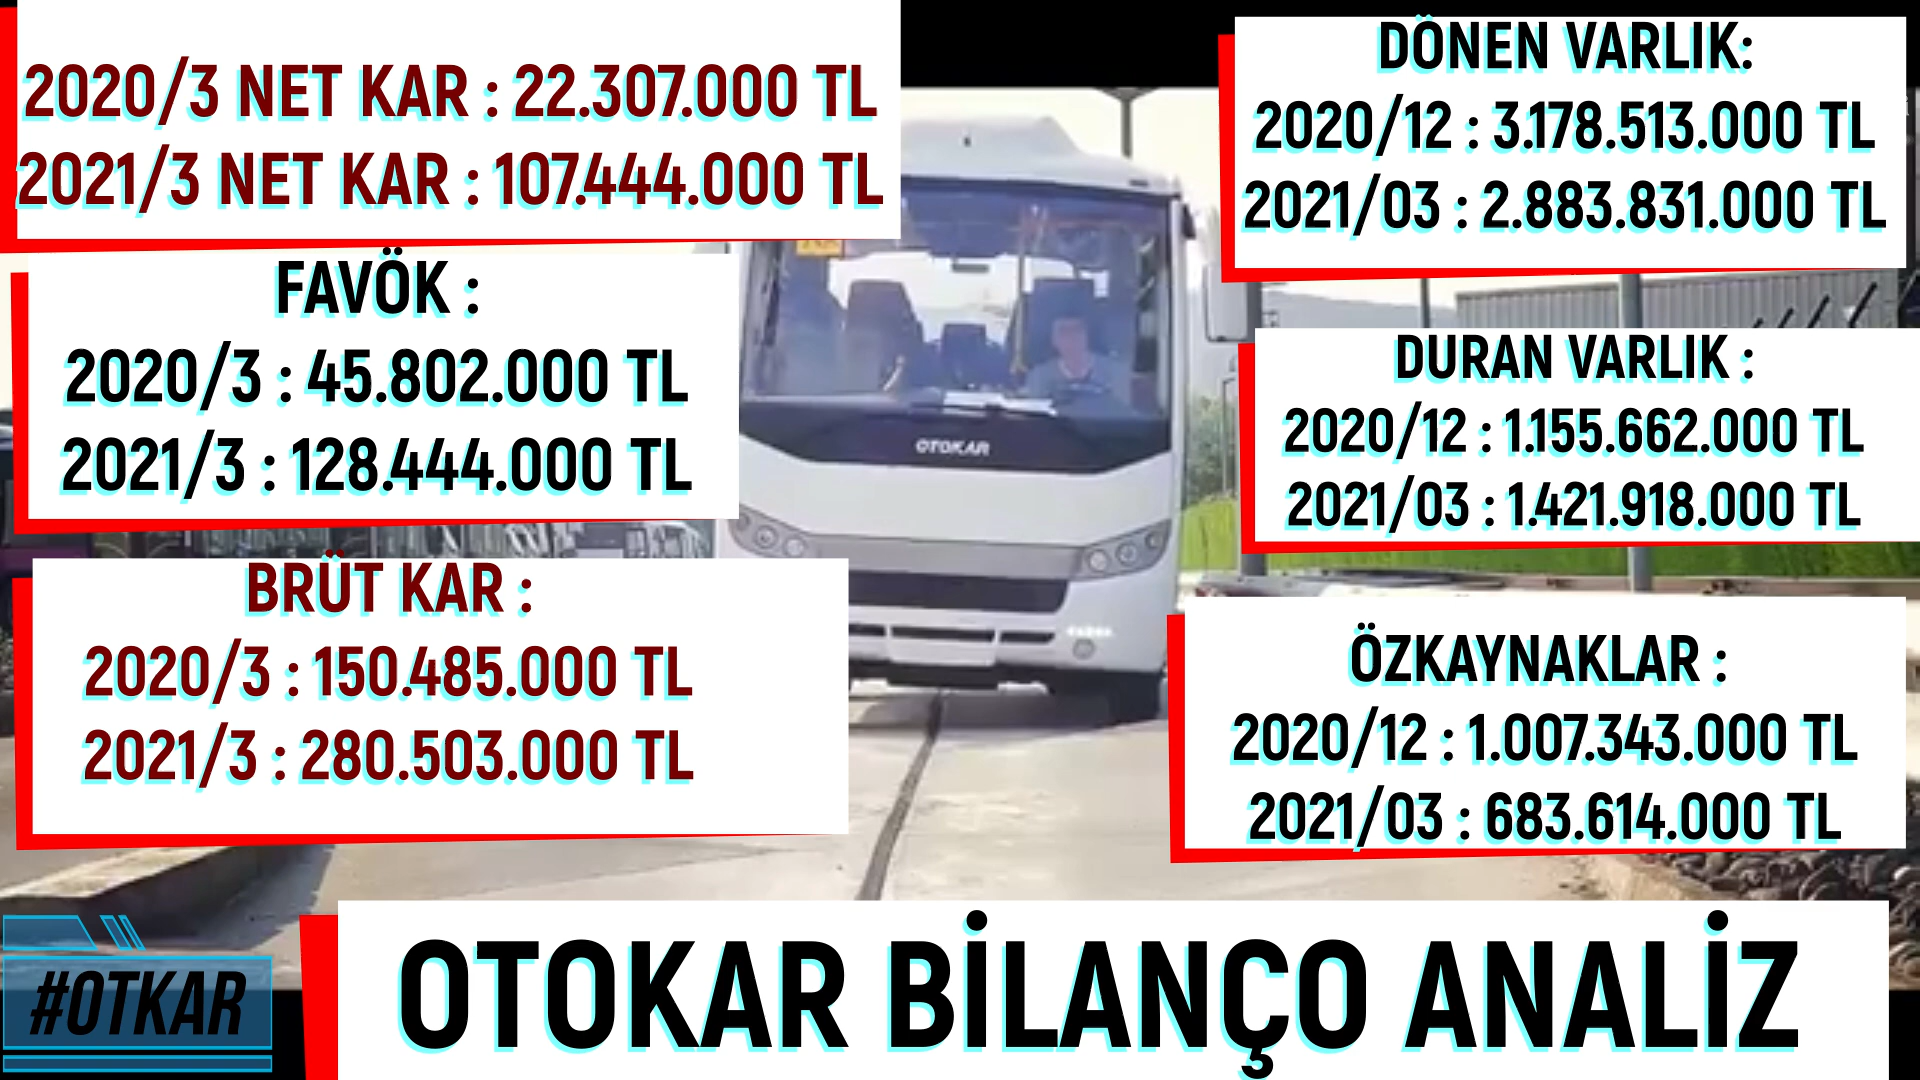 2020/3 NET KAR : 22.307.000 TL
2021/3 NET KAR : 107.444.000 TL
FAVÖK :
2020/3 : 45.802.000 TL
2021/3 : 128.444.000 TL
BRÜT KAR :
2020/3 : 150.485.000 TL
2021/3 : 280.503.000 TL
DÖNEN VARLIK:
2020/12 : 3.178.513.000 TL
2021/03 : 2.883.831.000 TL
DURAN VARLIK :
2020/12 : 1.155.662.000 TL
2021/03 : 1.421.918.000 TL
ÖZKAYNAKLAR :
2020/12 : 1.007.343.000 TL
2021/03 : 683.614.000 TL
OTOKAR
#OTKAR
OTOKAR BİLANÇO ANALİZ